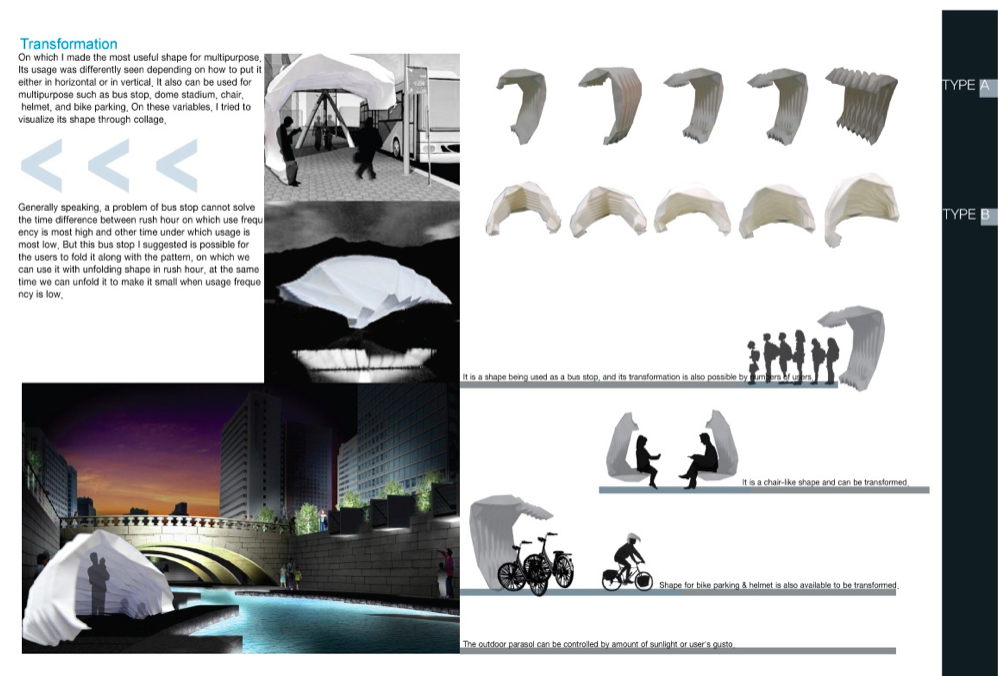 Transformation
On which I made the most useful shape for multipurpose.
Its usage was differently seen depending on how to put it
either in horizontal or in vertical. It also can be used for
multipurpose such as bus stop, dome stadium, chair,
helmet, and bike parking. On these variables, I tried to
visualize its shape through collage.
Generally speaking, a problem of bus stop cannot solve
the time difference between rush hour on which use frequ
ency is most high and other time under which usage is
most low. But this bus stop I suggested is possible for
the users to fold it along with the pattern, on which we
can use it with unfolding shape in rush hour, at the same
time we can unfold it to make it small when usage freque
ncy is low.
TYPE A
TYPE B
It is a shape being used as a bus stop, and its transformation is also possible by numbers of users.
It is a chair-like shape and can be transformed.
Shape for bike parking & helmet is also available to be transformed.
The outdoor parasol can be controlled by amount of sunlight or user's gusto.